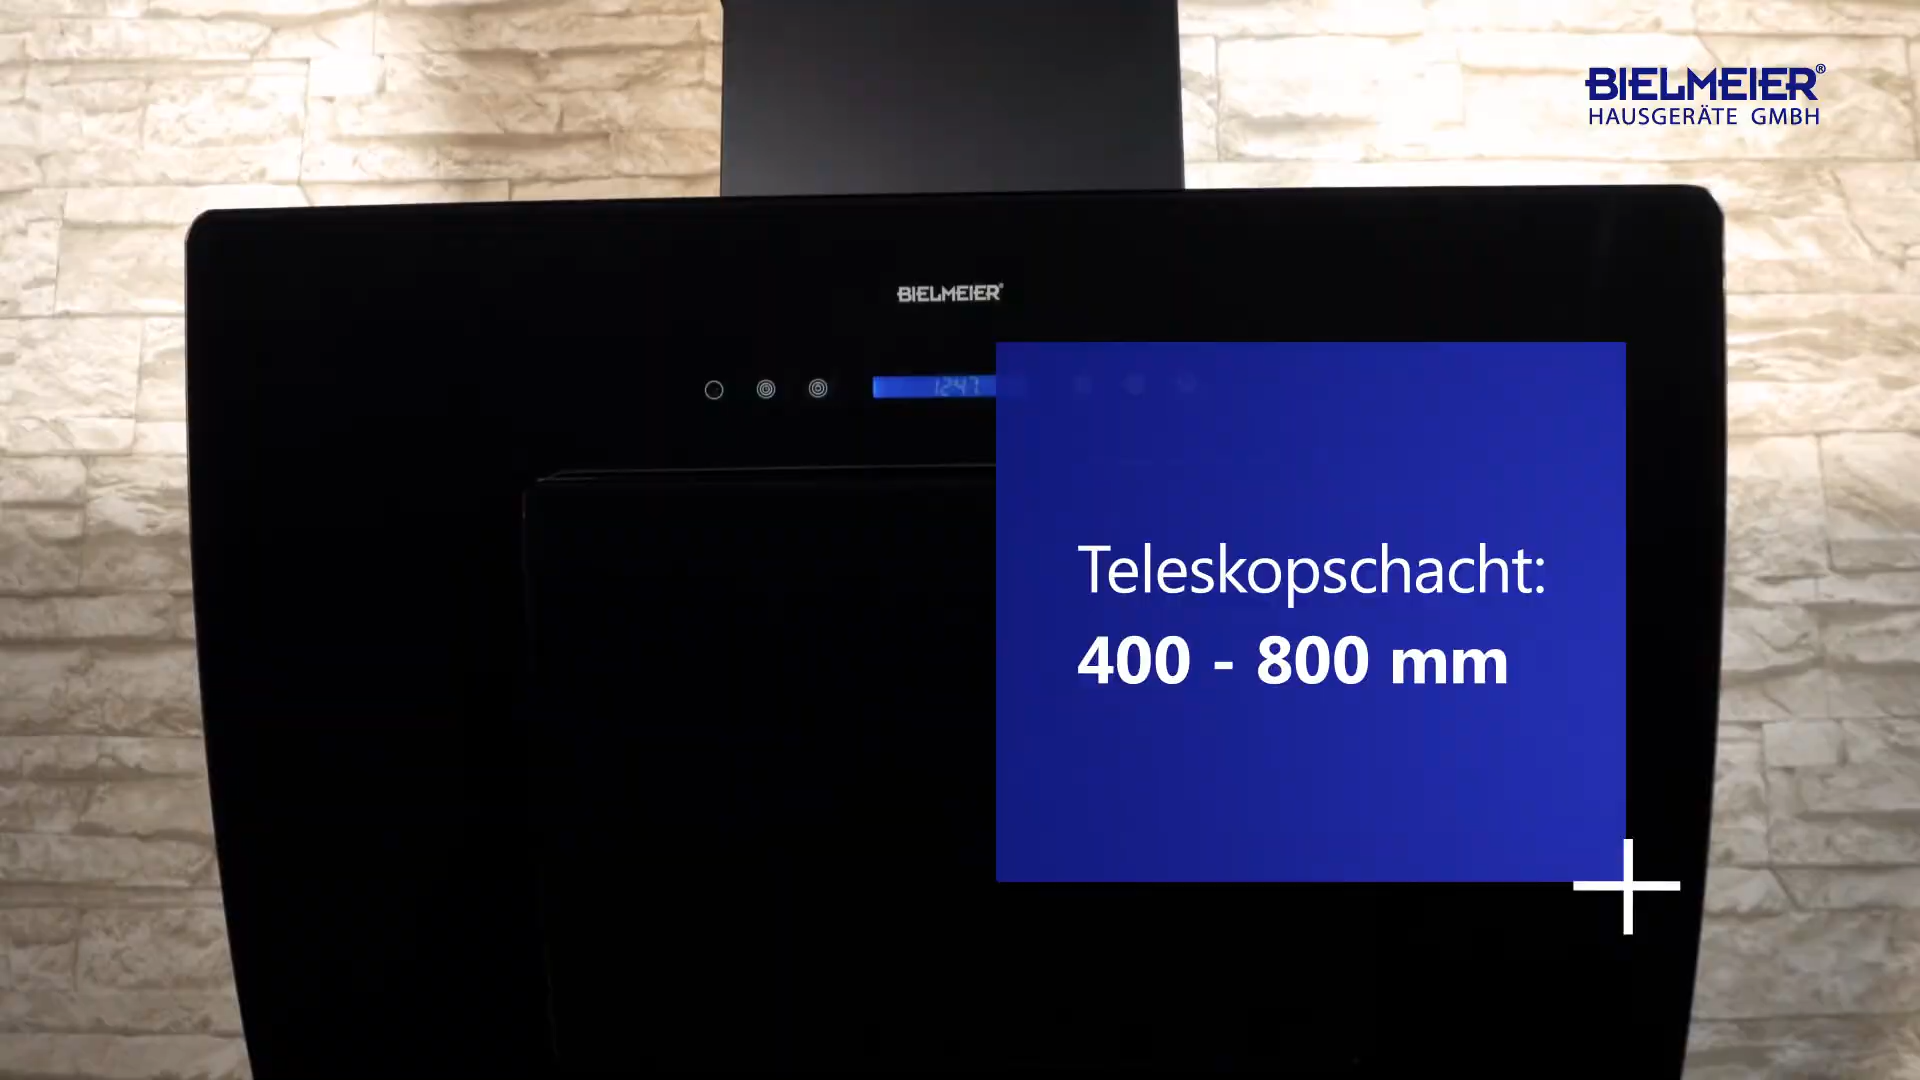 BIELMEIER®
HAUSGERÄTE GMBH
BIELMEIER®
12:47
Teleskopschacht:
400 - 800 mm